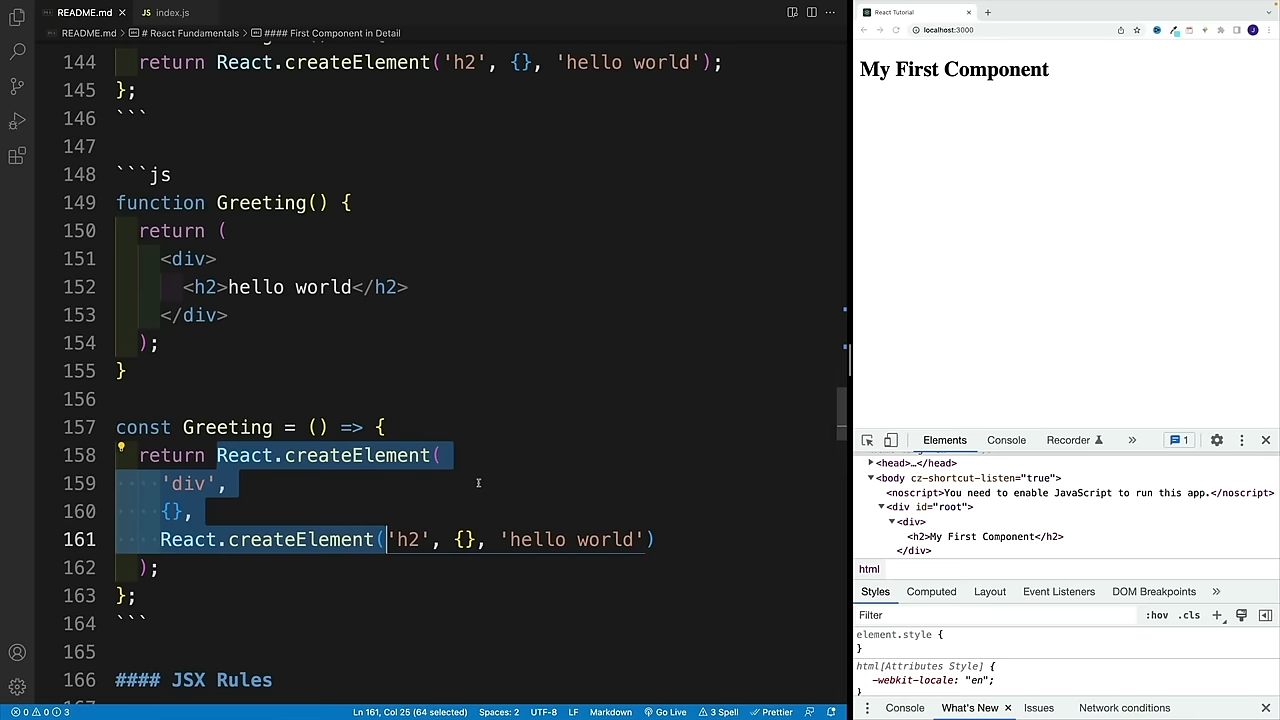 README.md
index.js
README.md > # React F
> #### First Component in Detail
144 return React.createElement('h2', {}, 'hello world');
145 };
146 ```
147
148 ```js
149 function Greeting() {
150 return (
151 <div>
152 <h2>hello world</h2>
153 </div>
154 );
155 }
156
157 const Greeting = () => {
158 return React.createElement(
159 'div',
160 {},
161 React.createElement('h2', {}, 'hello world')
162 );
163 };
164 ```
165
166 #### JSX Rules
0 0 3
Ln 161, Col 25 (64 selected)
Spaces: 2
UTF-8
LF
Markdown
Go Live
3 Spell
Prettier
React Tutorial
localhost:3000
J
My First Component
Elements
Console
Recorder
1
<head>…</head>
<body cz-shortcut-listen="true">
<noscript>You need to enable JavaScript to run this app.</noscript>
<div id="root">
<div>
<h2>My First Component</h2>
</div>
html
Styles
Computed
Layout
Event Listeners
DOM Breakpoints
Filter
:hov .cls
element.style {
}
html[Attributes Style] {
-webkit-locale: "en";
}
Console
What's New
Issues
Network conditions